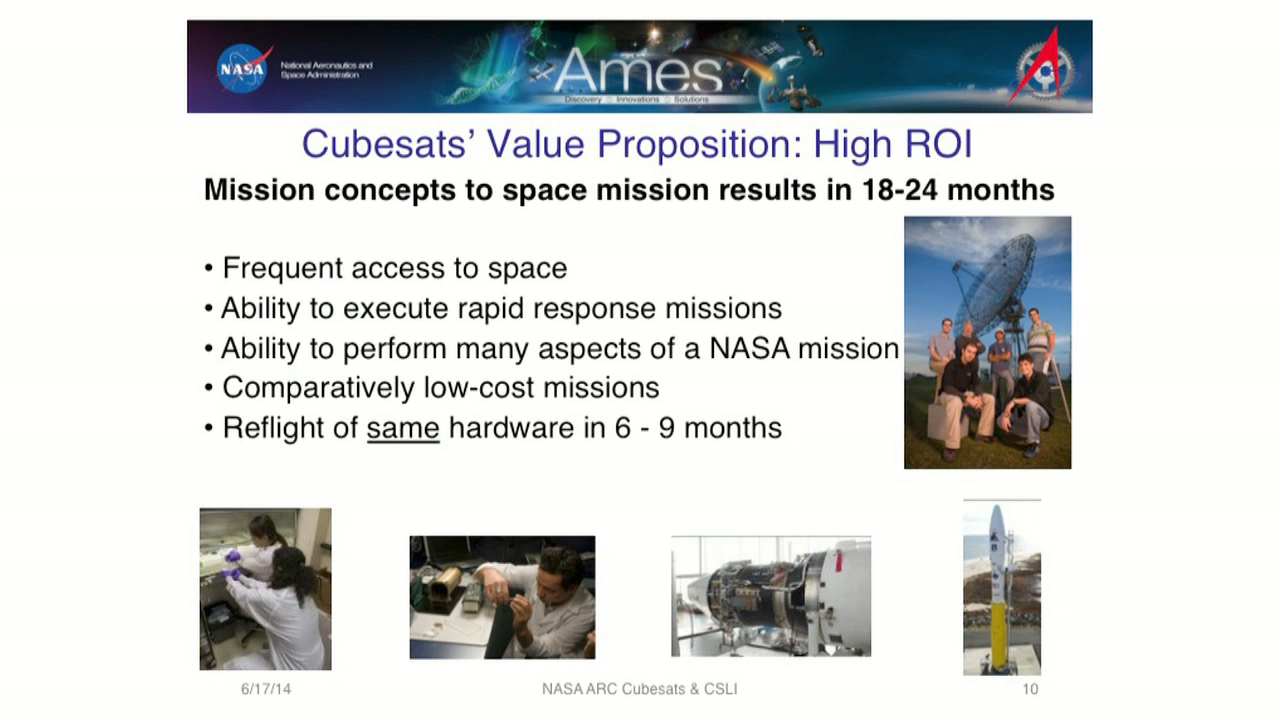 NASA
National Aeronautics and
Space Administration
Ames
Discovery Innovations Solutions
Cubesats’ Value Proposition: High ROI
Mission concepts to space mission results in 18-24 months
• Frequent access to space
• Ability to execute rapid response missions
• Ability to perform many aspects of a NASA mission
• Comparatively low-cost missions
• Reflight of same hardware in 6 - 9 months
6/17/14
NASA ARC Cubesats & CSLI
10